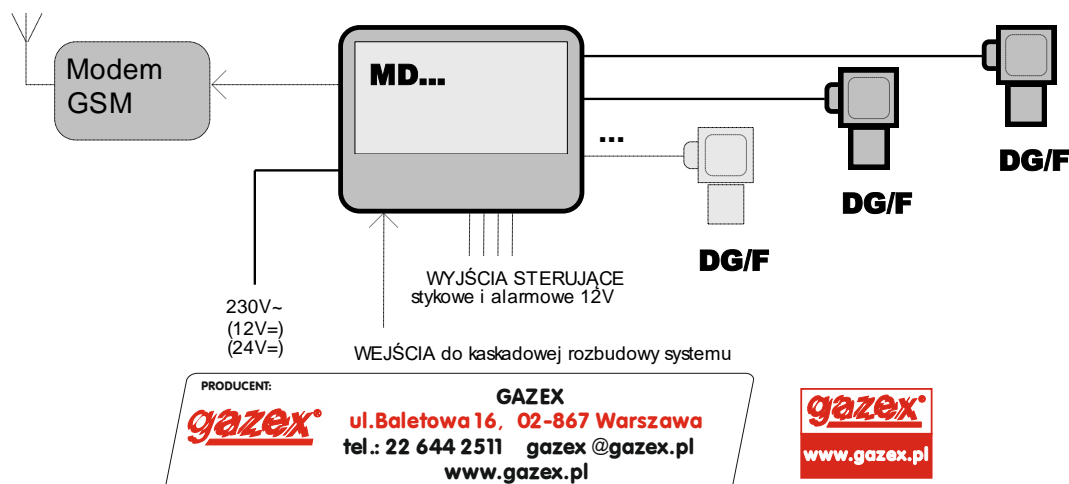 Modem
GSM
MD...
...
DG/F
DG/F
DG/F
WYJŚCIA STERUJĄCE
stykowe i alarmowe 12V
230V~
(12V=)
(24V=)
WEJŚCIA do kaskadowej rozbudowy systemu
PRODUCENT:
gazex®
GAZEX
ul.Baletowa 16, 02-867 Warszawa
tel.: 22 644 2511 gazex @gazex.pl
www.gazex.pl
gazex®
www.gazex.pl